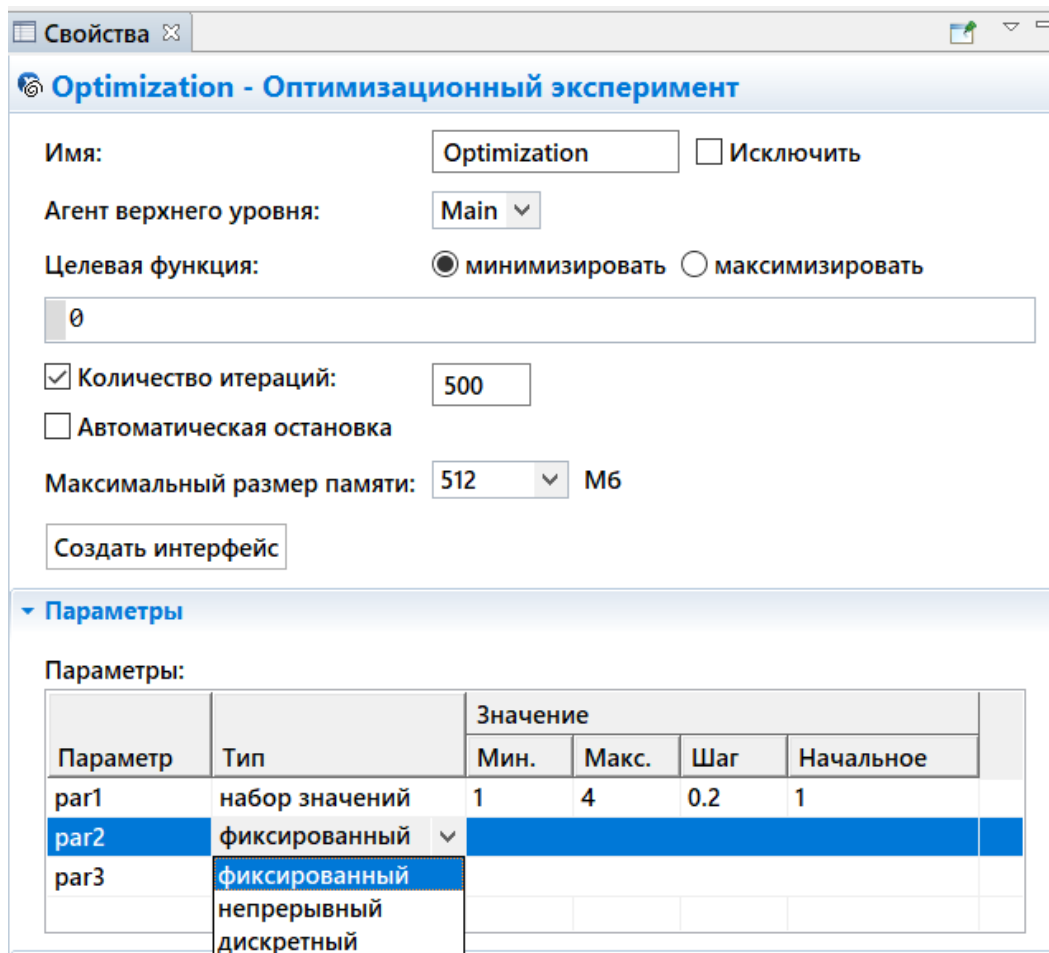 Свойства
Optimization - Оптимизационный эксперимент
Имя: Optimization Исключить
Агент верхнего уровня: Main
Целевая функция: минимизировать максимизировать
0
Количество итераций: 500
Автоматическая остановка
Максимальный размер памяти: 512 Мб
Создать интерфейс
Параметры
Параметры:
Значение
Параметр Тип Мин. Макс. Шаг Начальное
par1 набор значений 1 4 0.2 1
par2 фиксированный
par3 фиксированный
непрерывный
дискретный